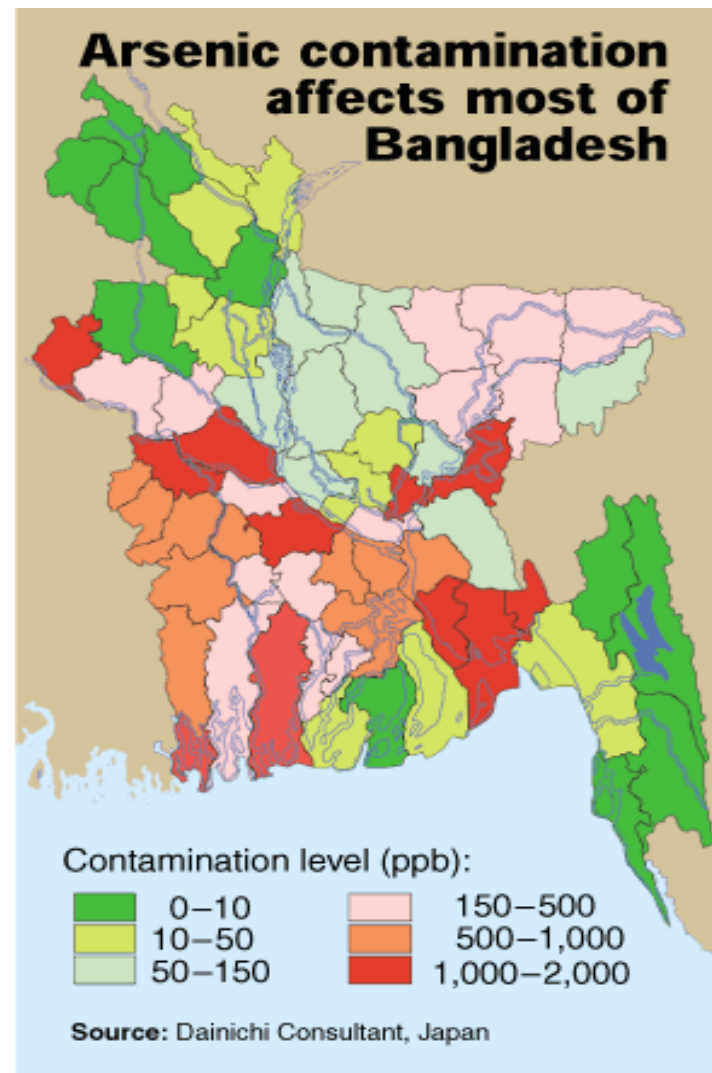 Arsenic contamination
affects most of
Bangladesh
Contamination level (ppb):
0–10
10–50
50–150
150–500
500–1,000
1,000–2,000
Source: Dainichi Consultant, Japan